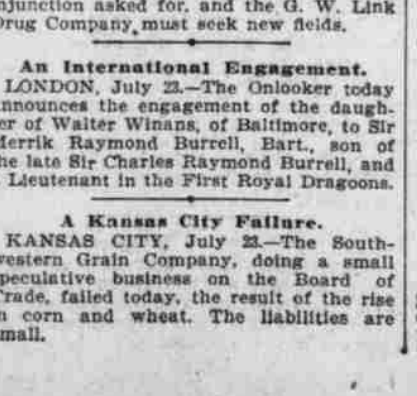 njunction asked for, and the G. W. Link
Drug Company must seek new fields.
An International Engagement.
LONDON, July 23.—The Onlooker today
nnounces the engagement of the daugh-
er of Walter Winans, of Baltimore, to Sir
Merrik Raymond Burrell, Bart., son of
he late Sir Charles Raymond Burrell, and
Lieutenant in the First Royal Dragoons.
A Kansas City Failure.
KANSAS CITY, July 23.—The South-
western Grain Company, doing a small
speculative business on the Board of
Trade, failed today, the result of the rise
n corn and wheat. The liabilities are
mall.